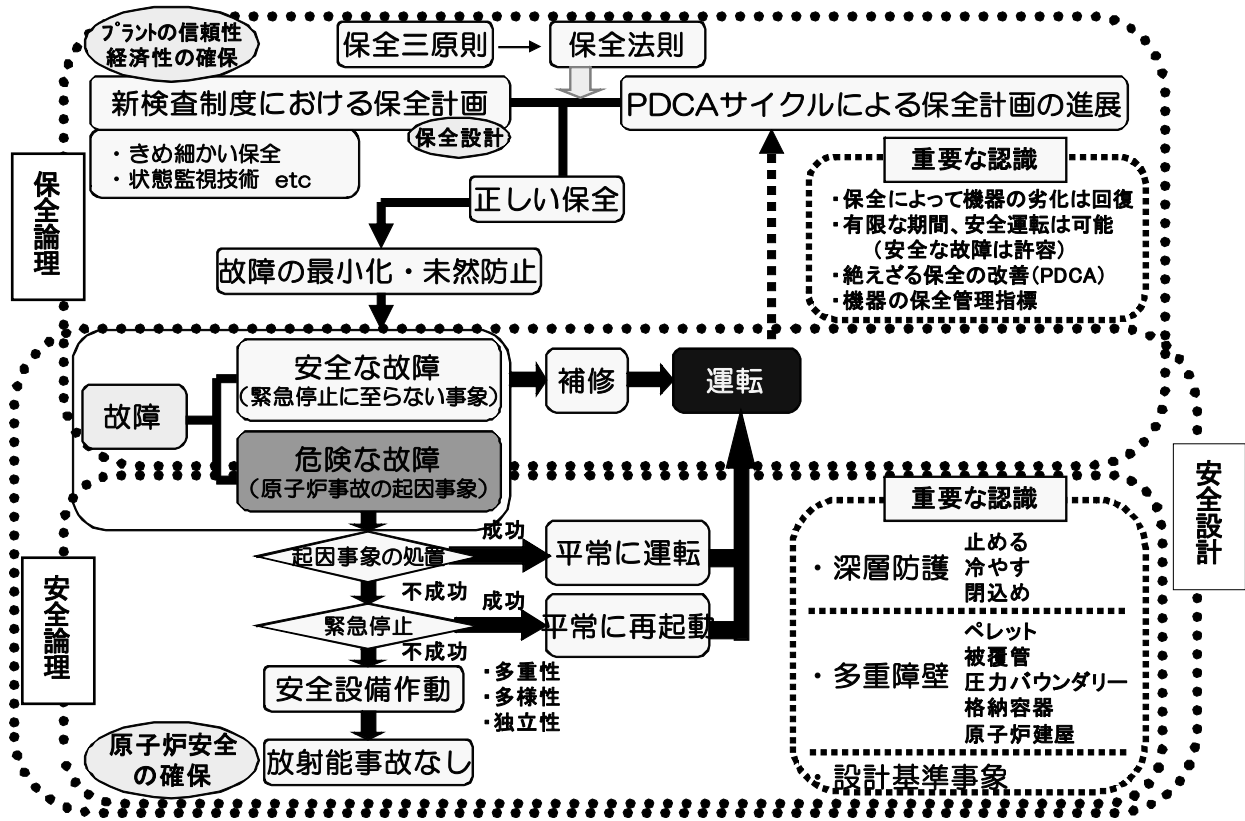 プラントの信頼性
経済性の確保
保全三原則
保全法則
新検査制度における保全計画
PDCAサイクルによる保全計画の進展
保全設計
・きめ細かい保全
・状態監視技術 etc
保全論理
正しい保全
重要な認識
・保全によって機器の劣化は回復
・有限な期間、安全運転は可能
（安全な故障は許容）
・絶えざる保全の改善（PDCA）
・機器の保全管理指標
故障の最小化・未然防止
故障
安全な故障
（緊急停止に至らない事象）
補修
運転
危険な故障
（原子炉事故の起因事象）
安全設計
起因事象の処置
成功
平常に運転
不成功
緊急停止
成功
平常に再起動
不成功
安全設備作動
・多重性
・多様性
・独立性
放射能事故なし
安全論理
原子炉安全
の確保
重要な認識
・深層防護
止める
冷やす
閉込め
・多重障壁
ペレット
被覆管
圧力バウンダリー
格納容器
原子炉建屋
・設計基準事象